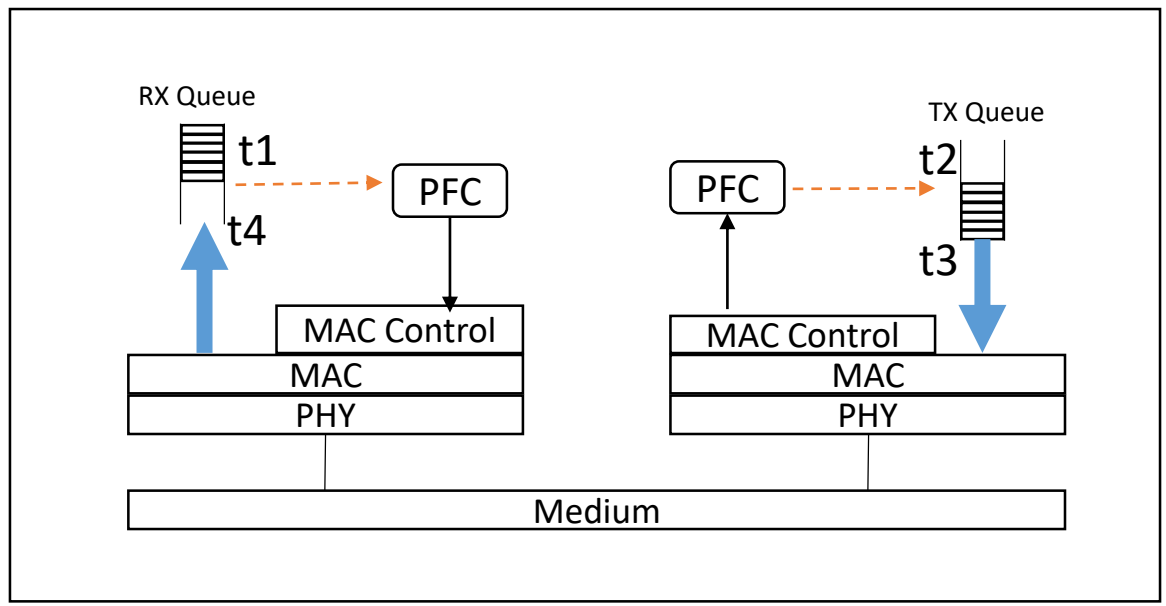 RX Queue
TX Queue
t1
t2
PFC
PFC
t4
t3
MAC Control
MAC Control
MAC
MAC
PHY
PHY
Medium